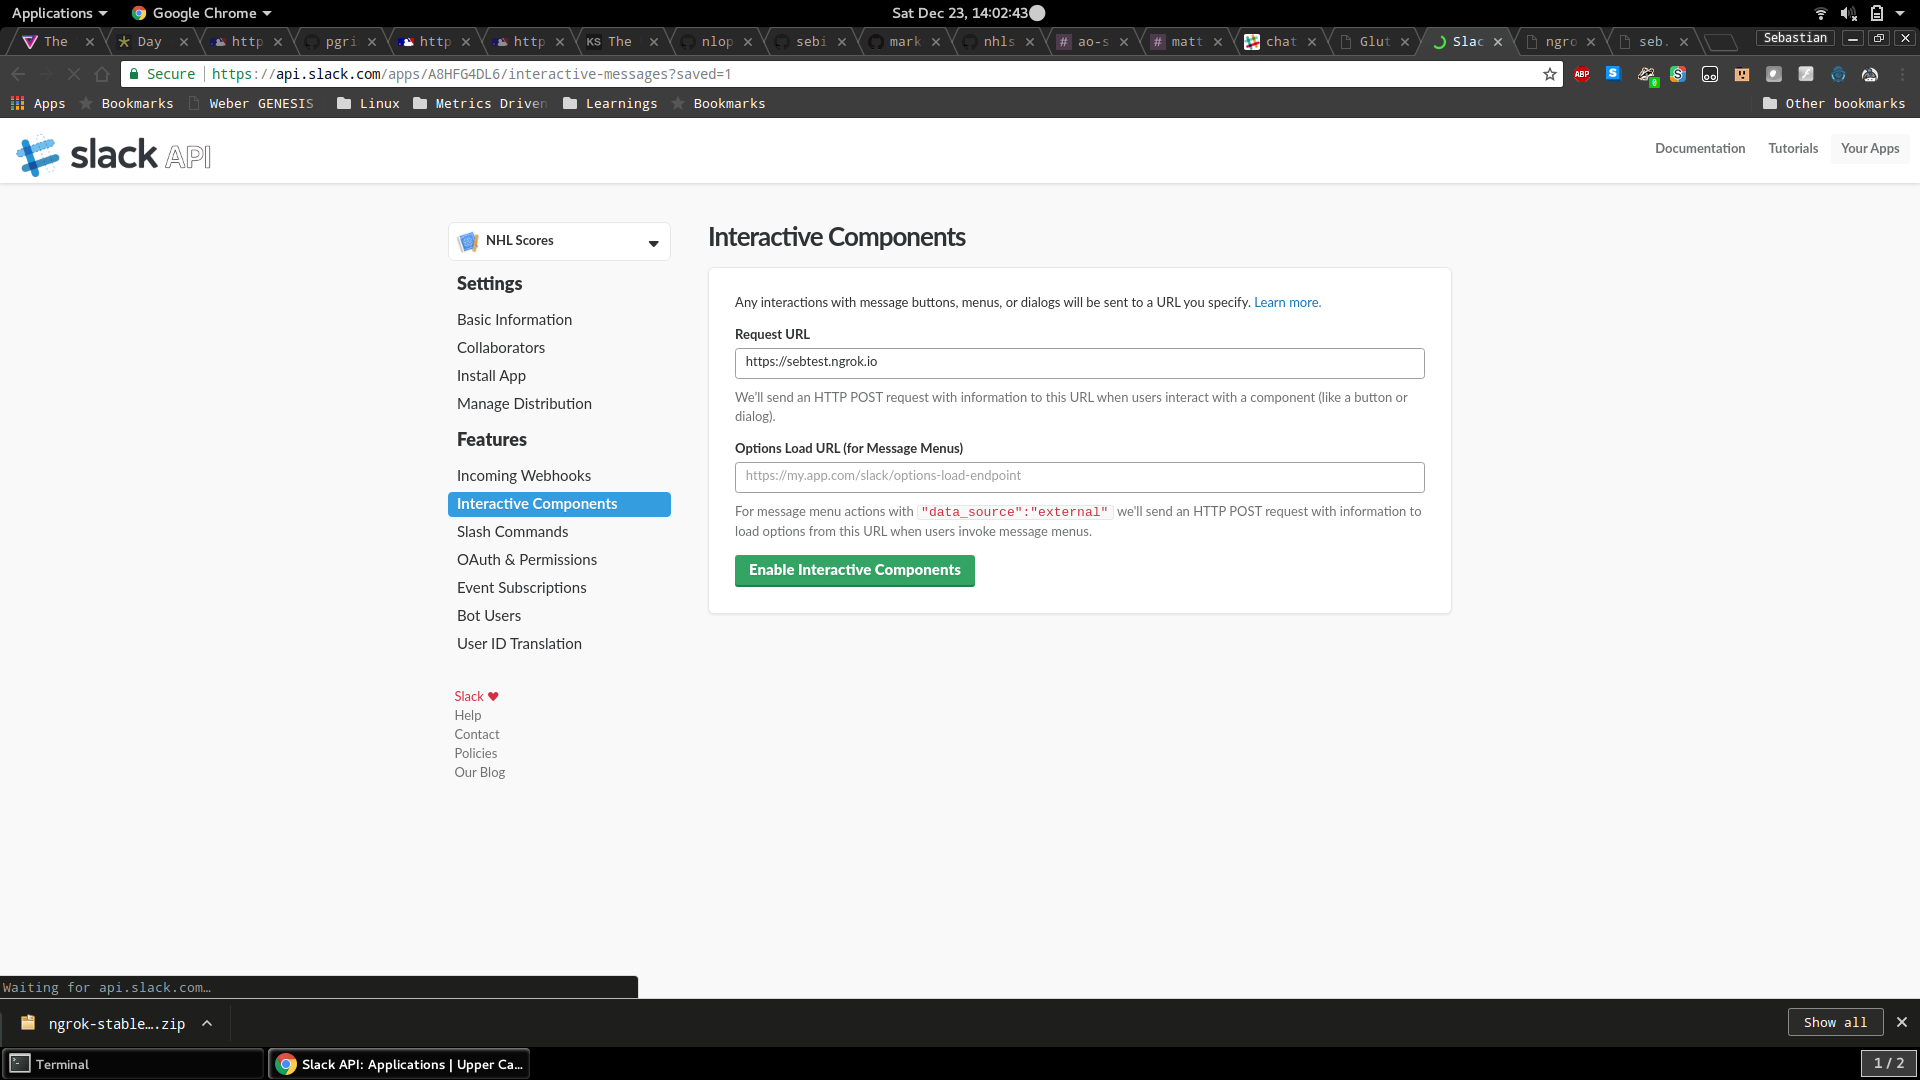 Applications
Google Chrome
Sat Dec 23, 14:02:43
The
Day
http
pgri
http
http
KS The
nlop
sebi
mark
nhls
# ao-s
# matt
chat
Glut
Slac
ngro
seb.
Sebastian
Secure
https://api.slack.com/apps/A8HFG4DL6/interactive-messages?saved=1
ABP
Apps
Bookmarks
Weber GENESIS
Linux
Metrics Driven
Learnings
Bookmarks
Other bookmarks
slack API
Documentation
Tutorials
Your Apps
NHL Scores
Settings
Basic Information
Collaborators
Install App
Manage Distribution
Features
Incoming Webhooks
Interactive Components
Slash Commands
OAuth & Permissions
Event Subscriptions
Bot Users
User ID Translation
Slack ♥
Help
Contact
Policies
Our Blog
Interactive Components
Any interactions with message buttons, menus, or dialogs will be sent to a URL you specify. Learn more.
Request URL
https://sebtest.ngrok.io
We'll send an HTTP POST request with information to this URL when users interact with a component (like a button or
dialog).
Options Load URL (for Message Menus)
https://my.app.com/slack/options-load-endpoint
For message menu actions with "data_source":"external" we'll send an HTTP POST request with information to
load options from this URL when users invoke message menus.
Enable Interactive Components
Waiting for api.slack.com…
ngrok-stable….zip
Show all
Terminal
Slack API: Applications | Upper Ca...
1 / 2